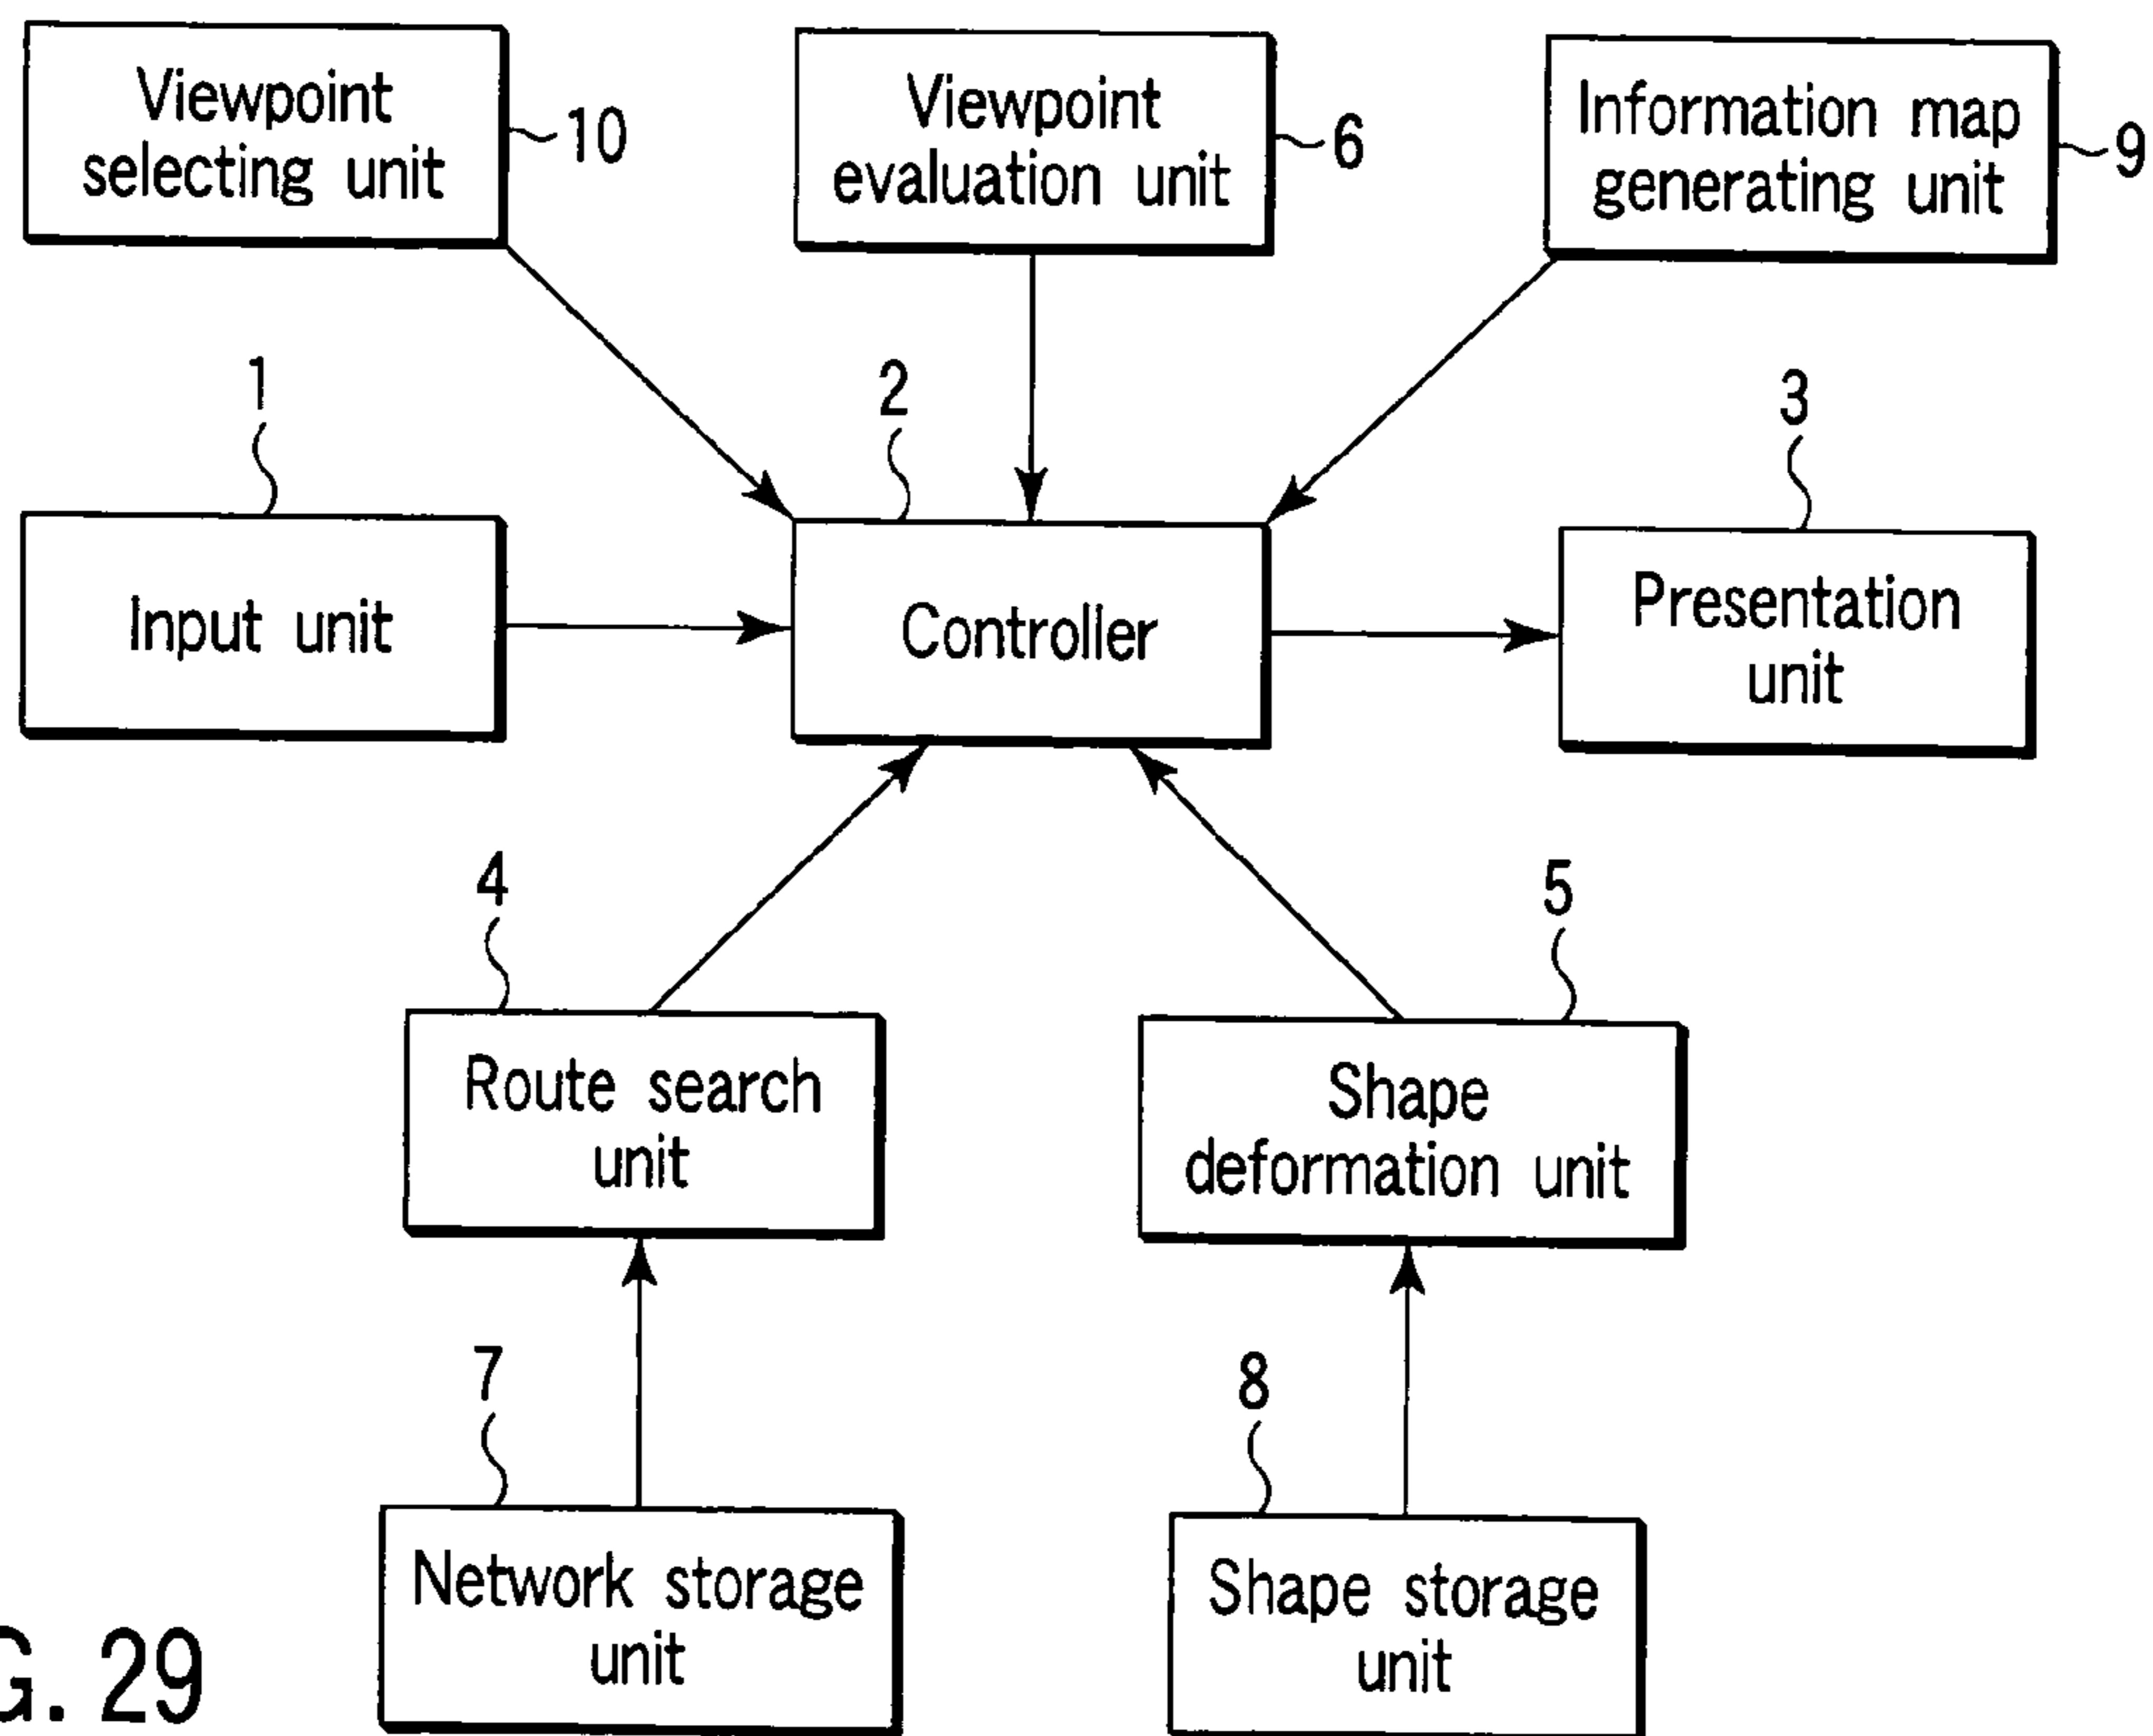 Viewpoint
selecting unit
10
Viewpoint
evaluation unit
6
Information map
generating unit
9
1
2
3
Input unit
Controller
Presentation
unit
4
5
Route search
unit
Shape
deformation unit
7
8
Network storage
unit
Shape storage
unit
G. 29